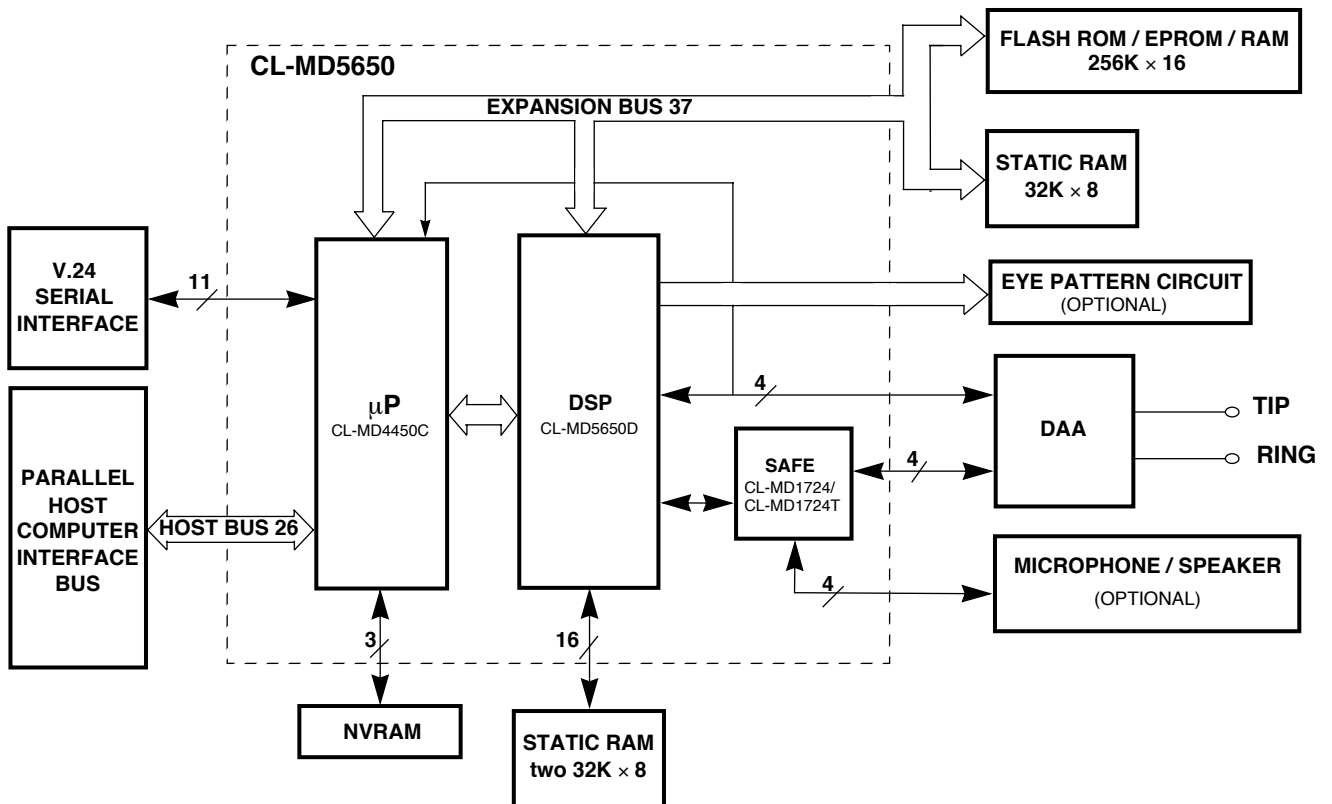 FLASH ROM / EPROM / RAM
256K × 16
CL-MD5650
EXPANSION BUS 37
STATIC RAM
32K × 8
V.24
SERIAL
INTERFACE
11
EYE PATTERN CIRCUIT
(OPTIONAL)
µP
CL-MD4450C
DSP
CL-MD5650D
4
DAA
TIP
RING
SAFE
CL-MD1724/
CL-MD1724T
4
PARALLEL
HOST
COMPUTER
INTERFACE
BUS
HOST BUS 26
MICROPHONE / SPEAKER
(OPTIONAL)
4
3
16
NVRAM
STATIC RAM
two 32K × 8